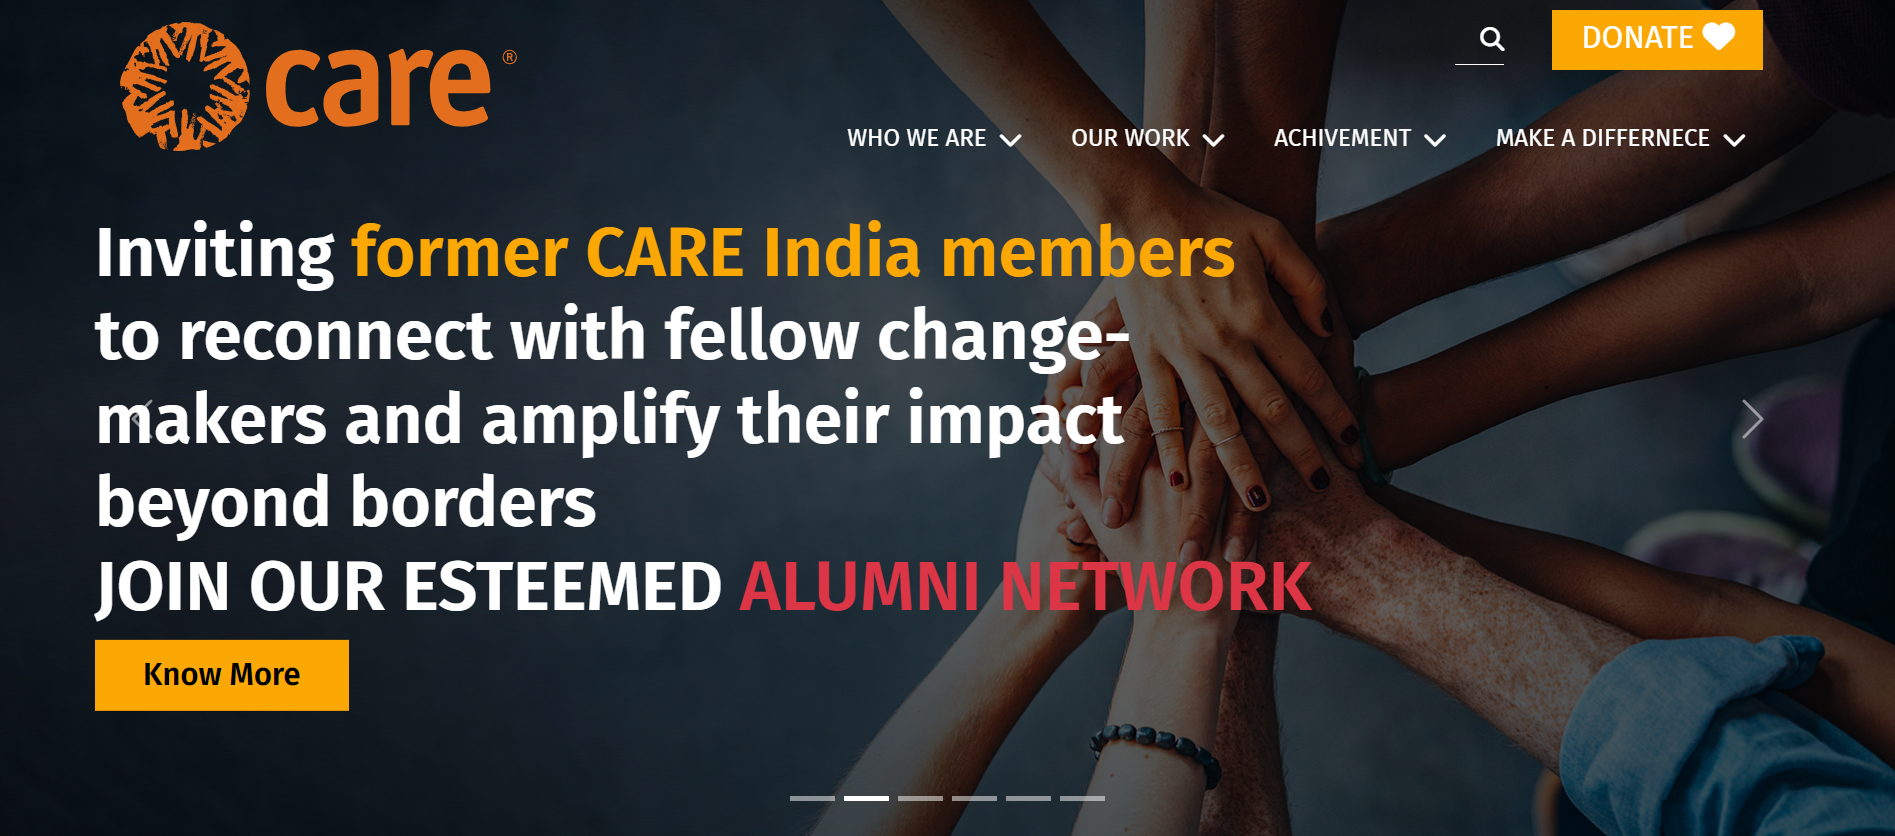 care ®
DONATE
WHO WE ARE OUR WORK ACHIVEMENT MAKE A DIFFERNECE
Inviting former CARE India members
to reconnect with fellow change-
makers and amplify their impact
beyond borders
JOIN OUR ESTEEMED ALUMNI NETWORK
Know More